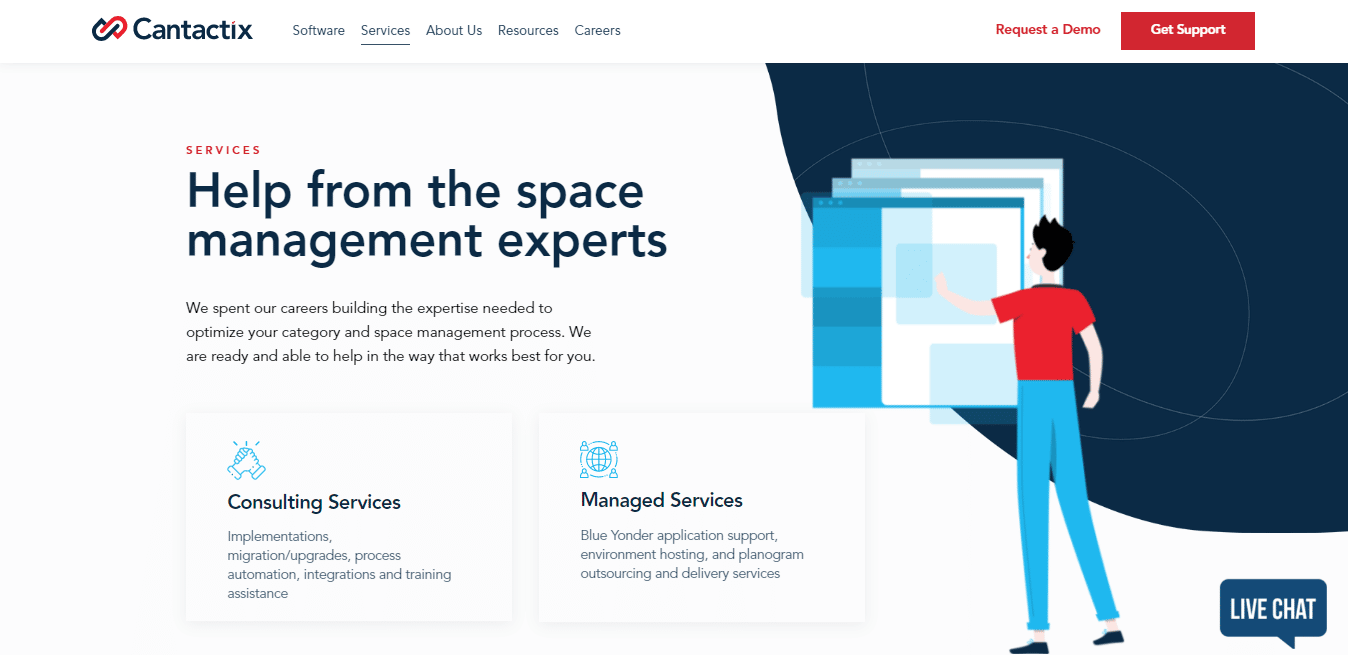 Cantactix
Software Services About Us Resources Careers
Request a Demo
Get Support
SERVICES
Help from the space
management experts
We spent our careers building the expertise needed to
optimize your category and space management process. We
are ready and able to help in the way that works best for you.
Consulting Services
Implementations,
migration/upgrades, process
automation, integrations and training
assistance
Managed Services
Blue Yonder application support,
environment hosting, and planogram
outsourcing and delivery services
LIVE CHAT